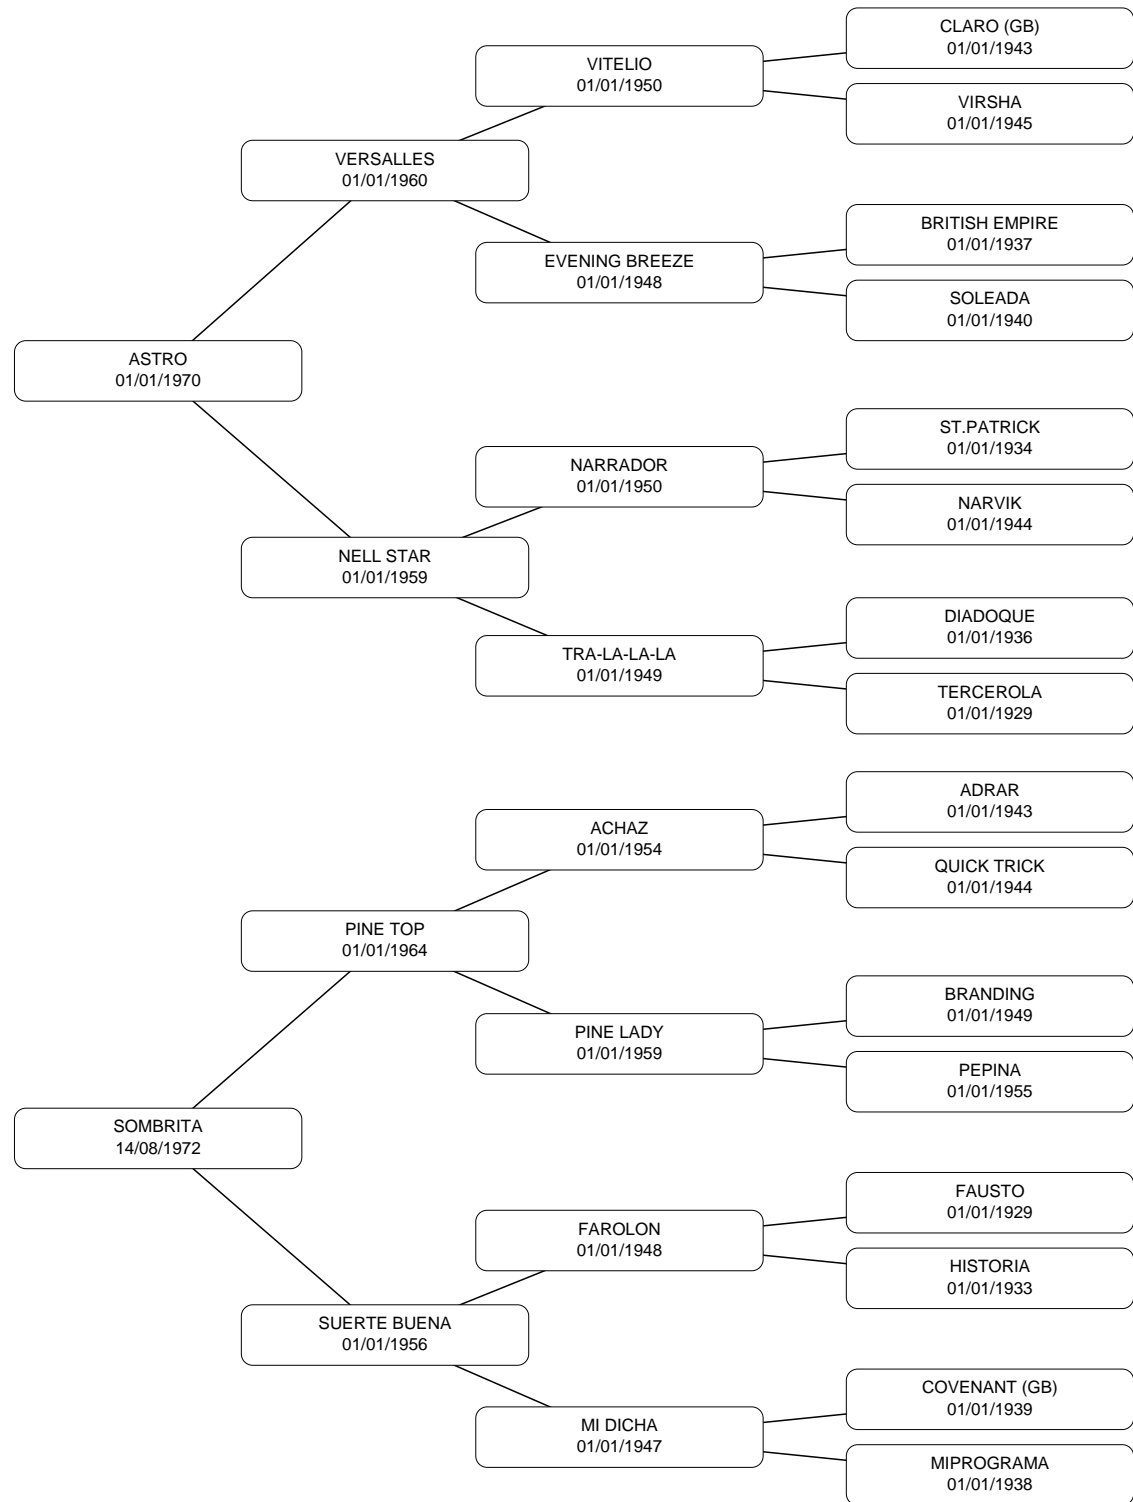 CLARO (GB)
01/01/1943
VITELIO
01/01/1950
VIRSHA
01/01/1945
VERSALLES
01/01/1960
BRITISH EMPIRE
01/01/1937
EVENING BREEZE
01/01/1948
SOLEADA
01/01/1940
ASTRO
01/01/1970
ST.PATRICK
01/01/1934
NARRADOR
01/01/1950
NARVIK
01/01/1944
NELL STAR
01/01/1959
DIADOQUE
01/01/1936
TRA-LA-LA-LA
01/01/1949
TERCEROLA
01/01/1929
ADRAR
01/01/1943
ACHAZ
01/01/1954
QUICK TRICK
01/01/1944
PINE TOP
01/01/1964
BRANDING
01/01/1949
PINE LADY
01/01/1959
PEPINA
01/01/1955
SOMBRITA
14/08/1972
FAUSTO
01/01/1929
FAROLON
01/01/1948
HISTORIA
01/01/1933
SUERTE BUENA
01/01/1956
COVENANT (GB)
01/01/1939
MI DICHA
01/01/1947
MIPROGRAMA
01/01/1938